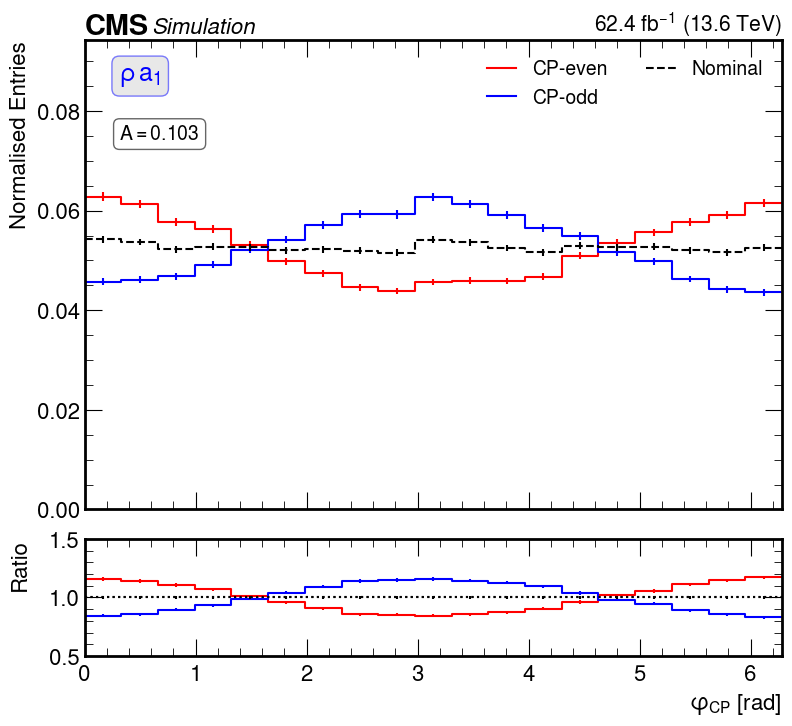 CMS Simulation 62.4 fb⁻¹ (13.6 TeV)
Normalised Entries
ρ a₁
A = 0.103
CP-even
CP-odd
Nominal
0.08
0.06
0.04
0.02
0.00
Ratio
1.5
1.0
0.5
0 1 2 3 4 5 6
φCP [rad]